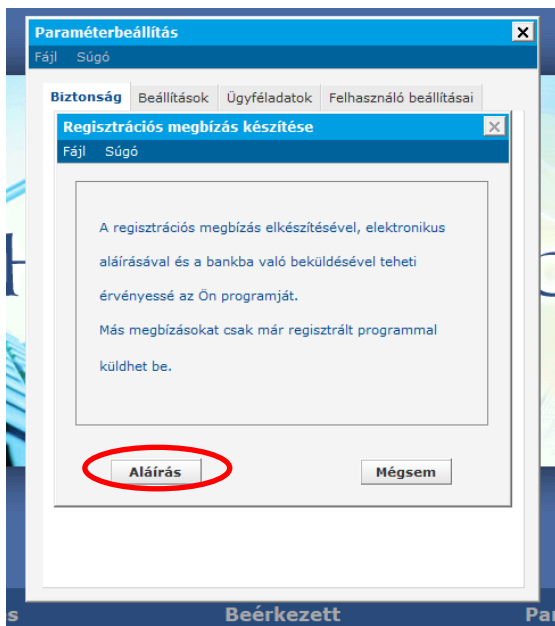 Paraméterbeállítás
Fájl Súgó
Biztonság Beállítások Ügyféladatok Felhasználó beállításai
Regisztrációs megbízás készítése
Fájl Súgó
A regisztrációs megbízás elkészítésével, elektronikus
aláírásával és a bankba való beküldésével teheti
érvényessé az Ön programját.
Más megbízásokat csak már regisztrált programmal
küldhet be.
Aláírás Mégsem
Beérkezett